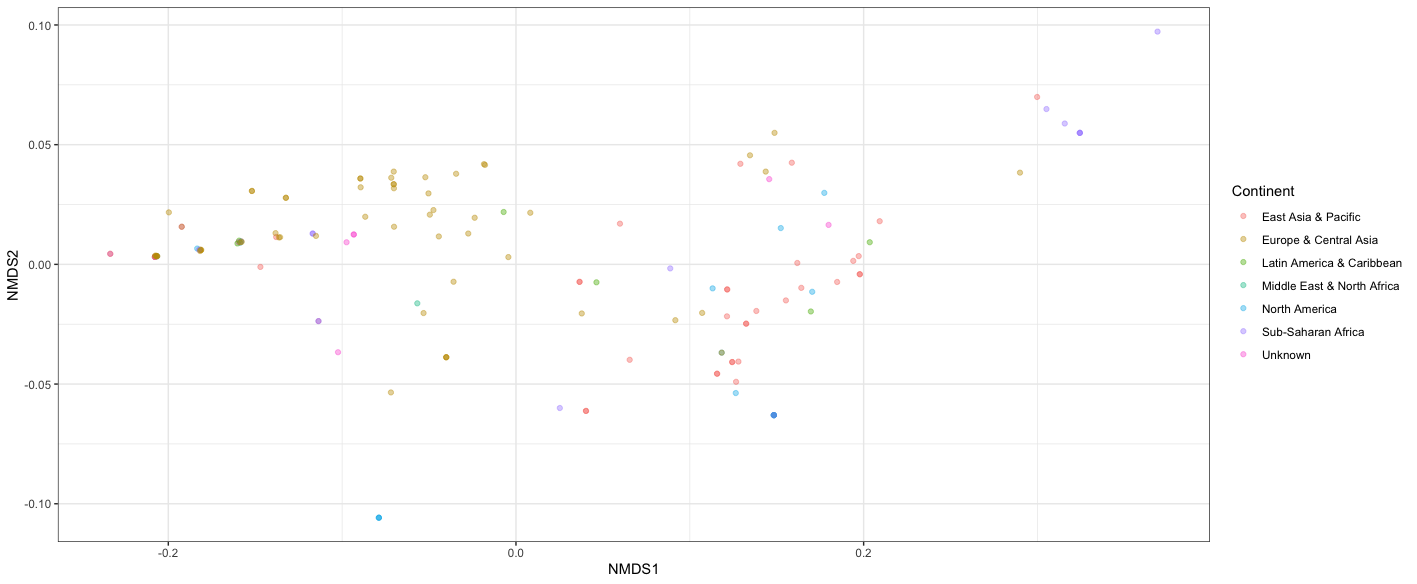 0.10
0.05
0.00
-0.05
-0.10
NMDS2
-0.2
0.0
0.2
NMDS1
Continent
East Asia & Pacific
Europe & Central Asia
Latin America & Caribbean
Middle East & North Africa
North America
Sub-Saharan Africa
Unknown